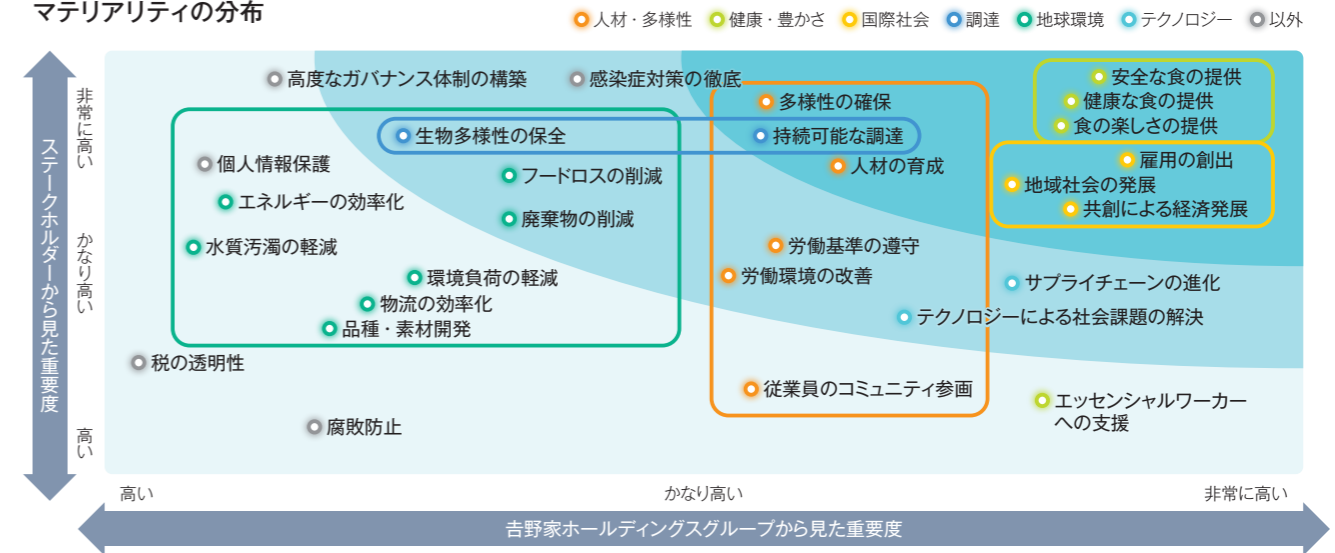 マテリアリティの分布
人材・多様性 健康・豊かさ 国際社会 調達 地球環境 テクノロジー 以外
ステークホルダーから見た重要度
非常に高い
かなり高い
高い
高度なガバナンス体制の構築
感染症対策の徹底
安全な食の提供
多様性の確保
健康な食の提供
食の楽しさの提供
生物多様性の保全
持続可能な調達
個人情報保護
フードロスの削減
人材の育成
雇用の創出
地域社会の発展
エネルギーの効率化
共創による経済発展
廃棄物の削減
水質汚濁の軽減
労働基準の遵守
環境負荷の軽減
労働環境の改善
サプライチェーンの進化
物流の効率化
テクノロジーによる社会課題の解決
品種・素材開発
税の透明性
従業員のコミュニティ参画
エッセンシャルワーカー
への支援
腐敗防止
高い
かなり高い
非常に高い
𠮷野家ホールディングスグループから見た重要度